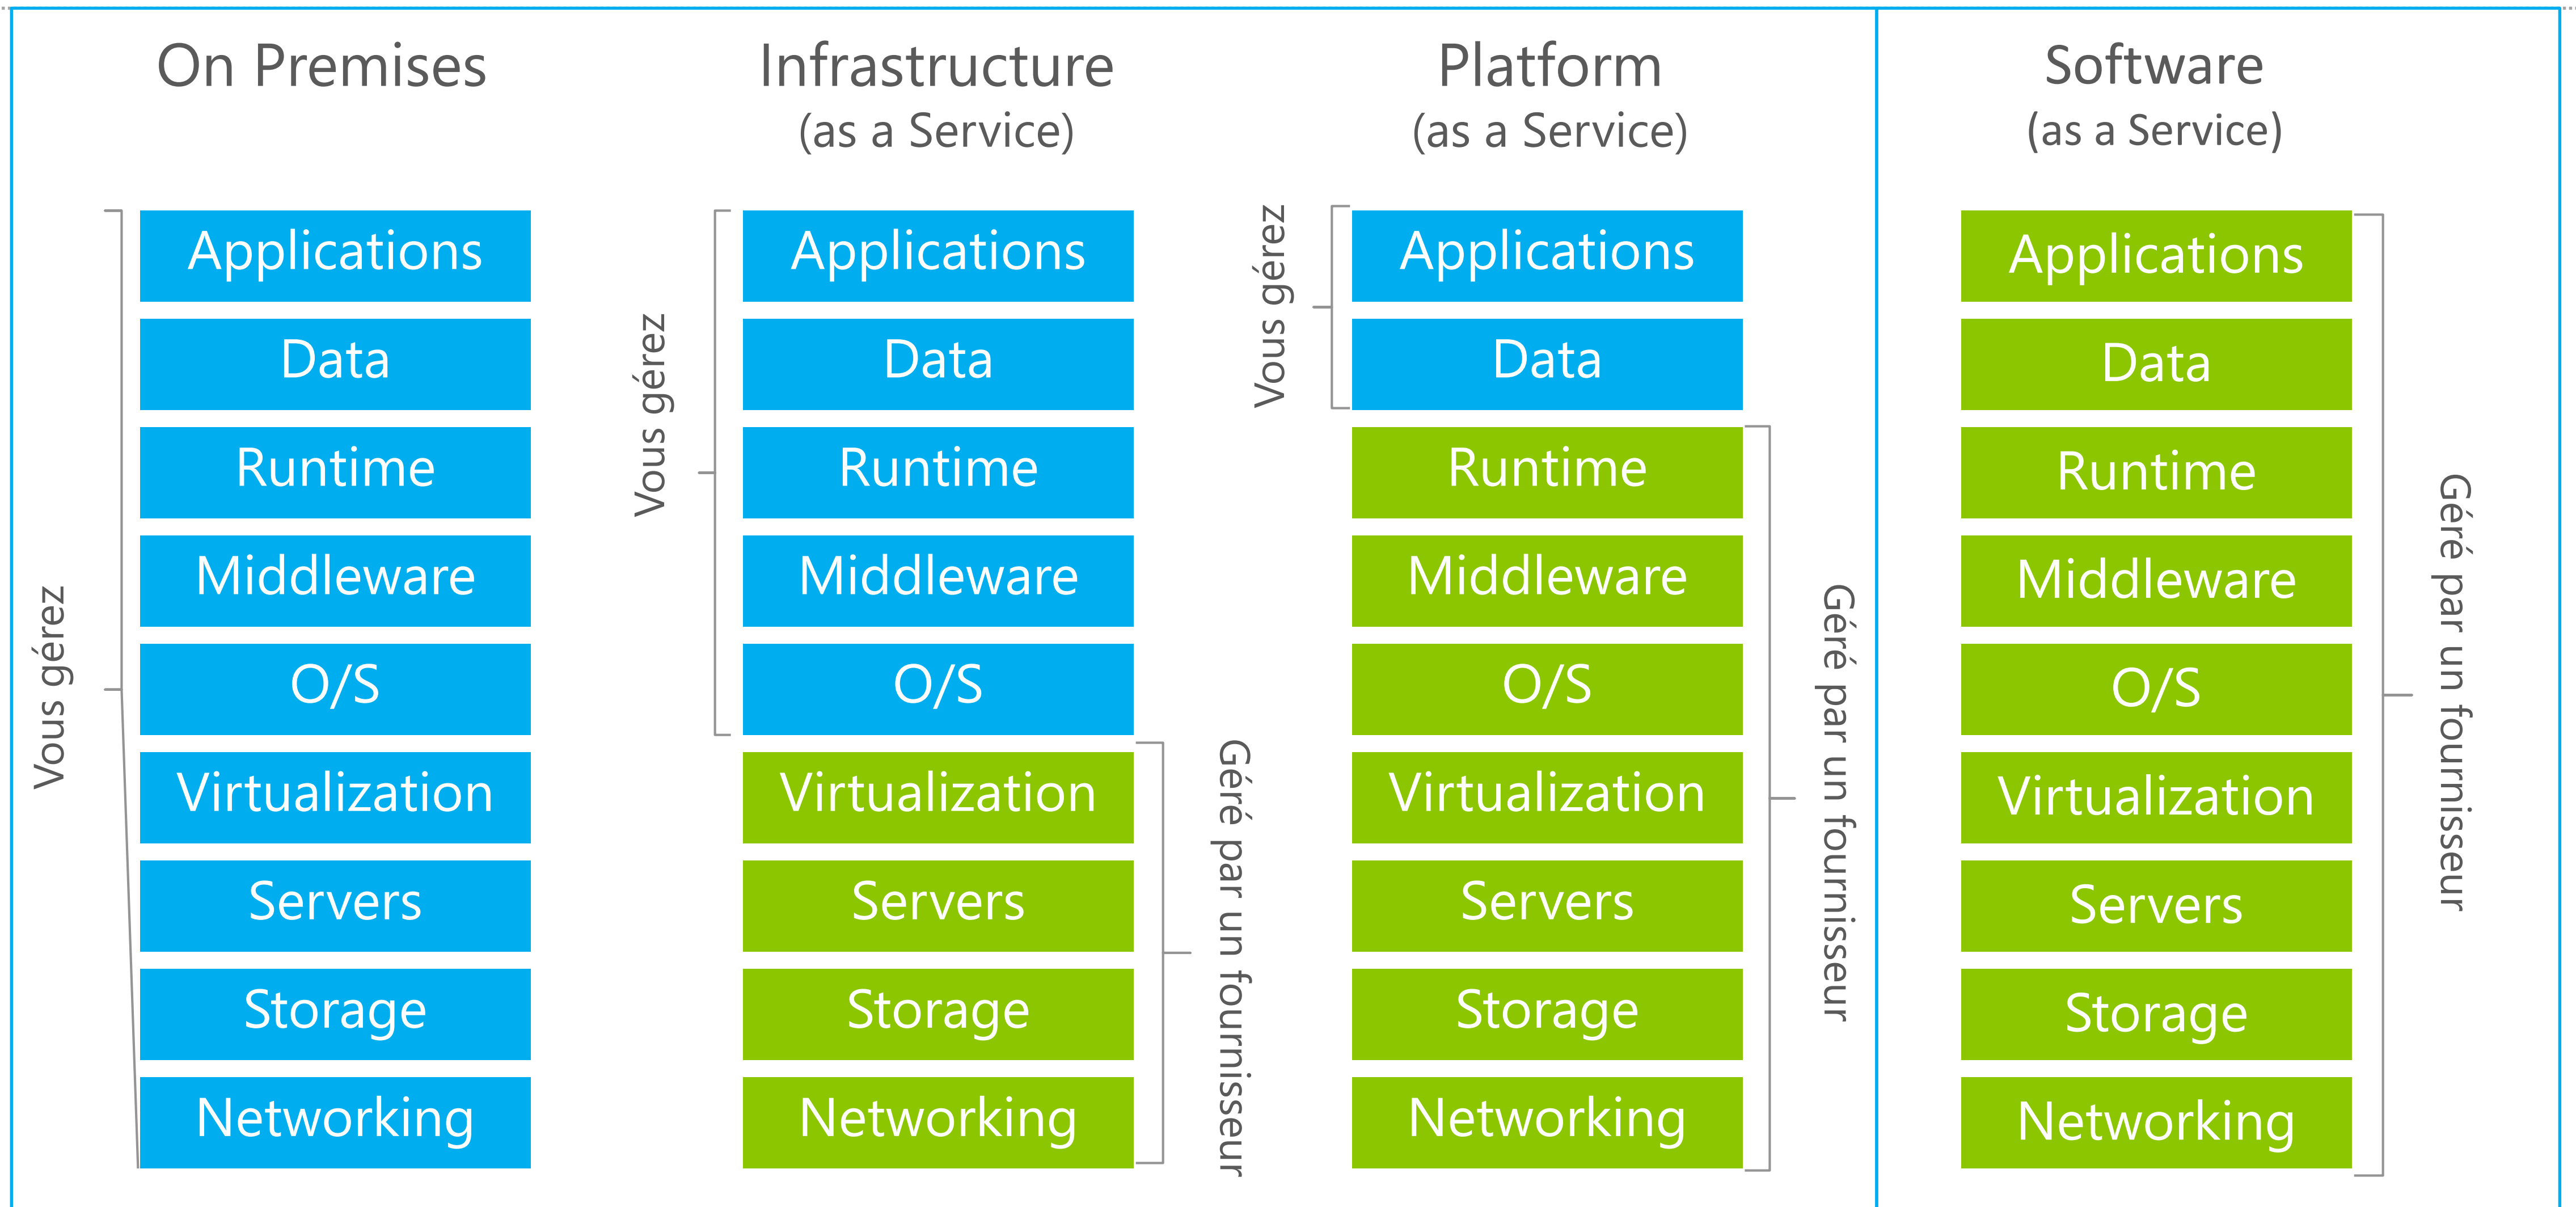 On Premises
Vous gérez
Applications
Data
Runtime
Middleware
O/S
Virtualization
Servers
Storage
Networking
Infrastructure
(as a Service)
Vous gérez
Applications
Data
Runtime
Middleware
O/S
Virtualization
Servers
Storage
Networking
Géré par un fournisseur
Platform
(as a Service)
Vous gérez
Applications
Data
Runtime
Middleware
O/S
Virtualization
Servers
Storage
Networking
Géré par un fournisseur
Software
(as a Service)
Applications
Data
Runtime
Middleware
O/S
Virtualization
Servers
Storage
Networking
Géré par un fournisseur